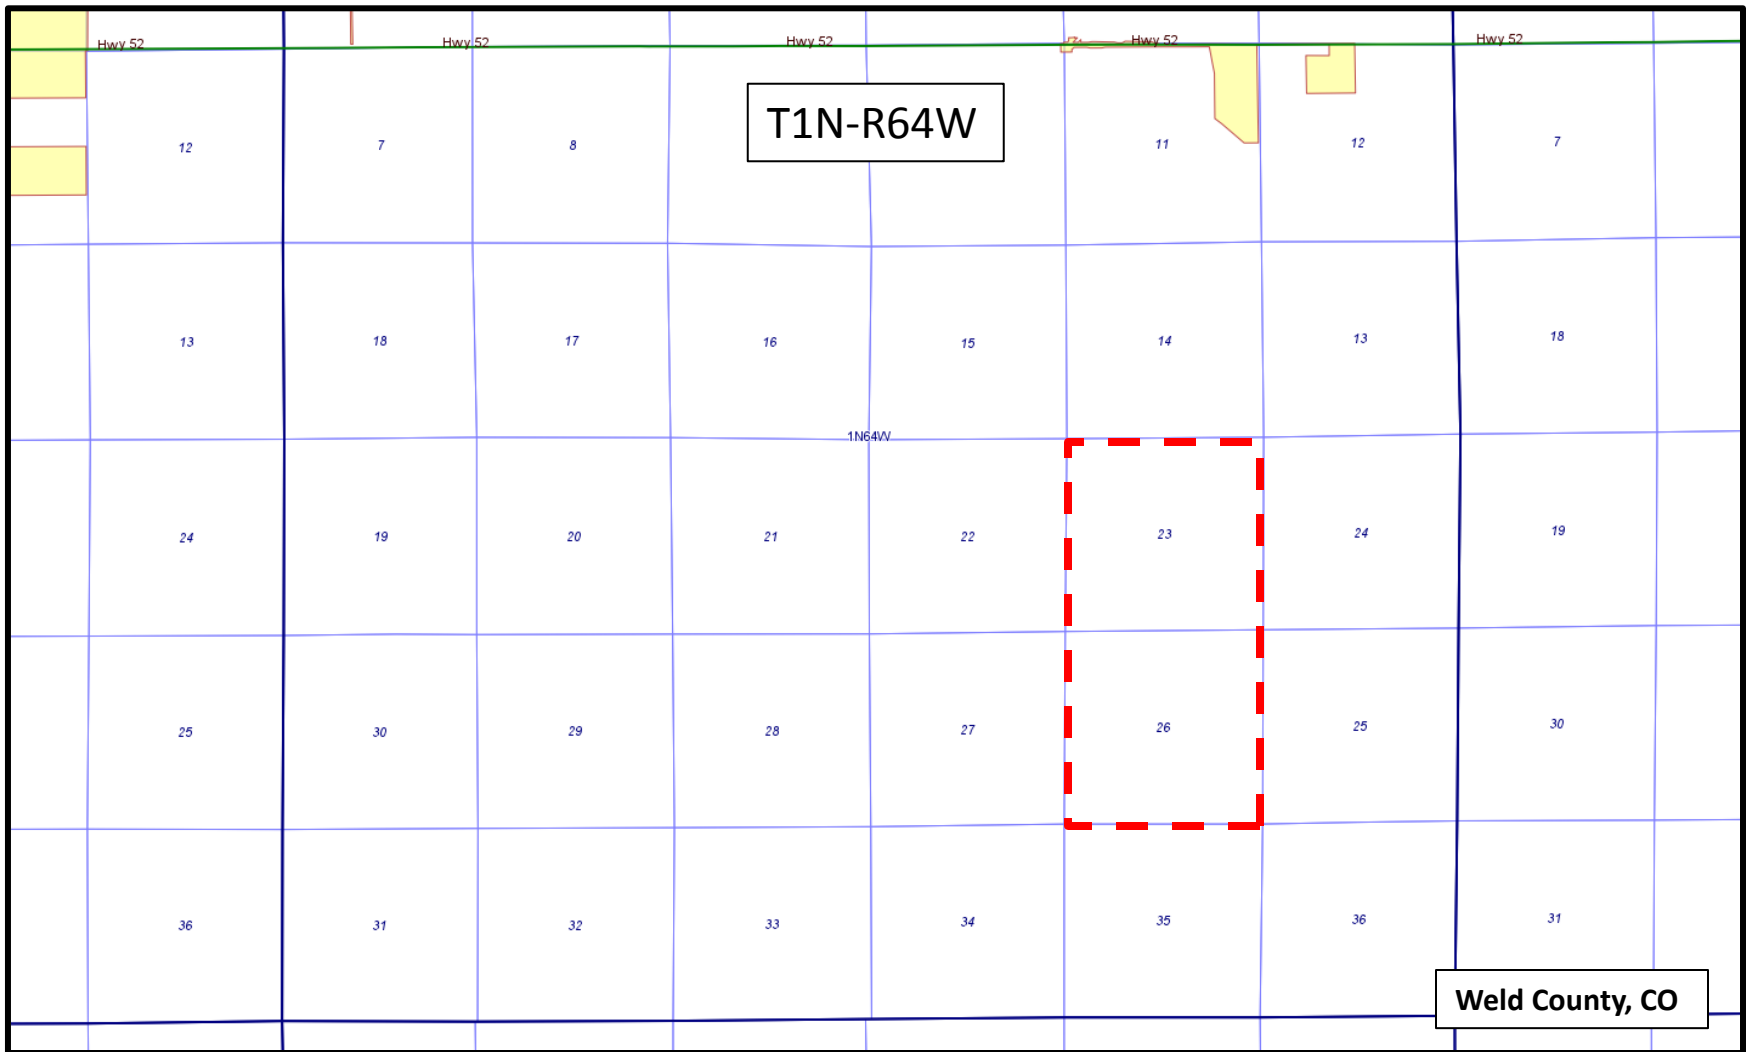 Hwy 52 Hwy 52 Hwy 52 Hwy 52 Hwy 52
T1N-R64W
12 7 8 11 12 7
13 18 17 16 15 14 13 18
1N64W
24 19 20 21 22 23 24 19
25 30 29 28 27 26 25 30
36 31 32 33 34 35 36 31
Weld County, CO